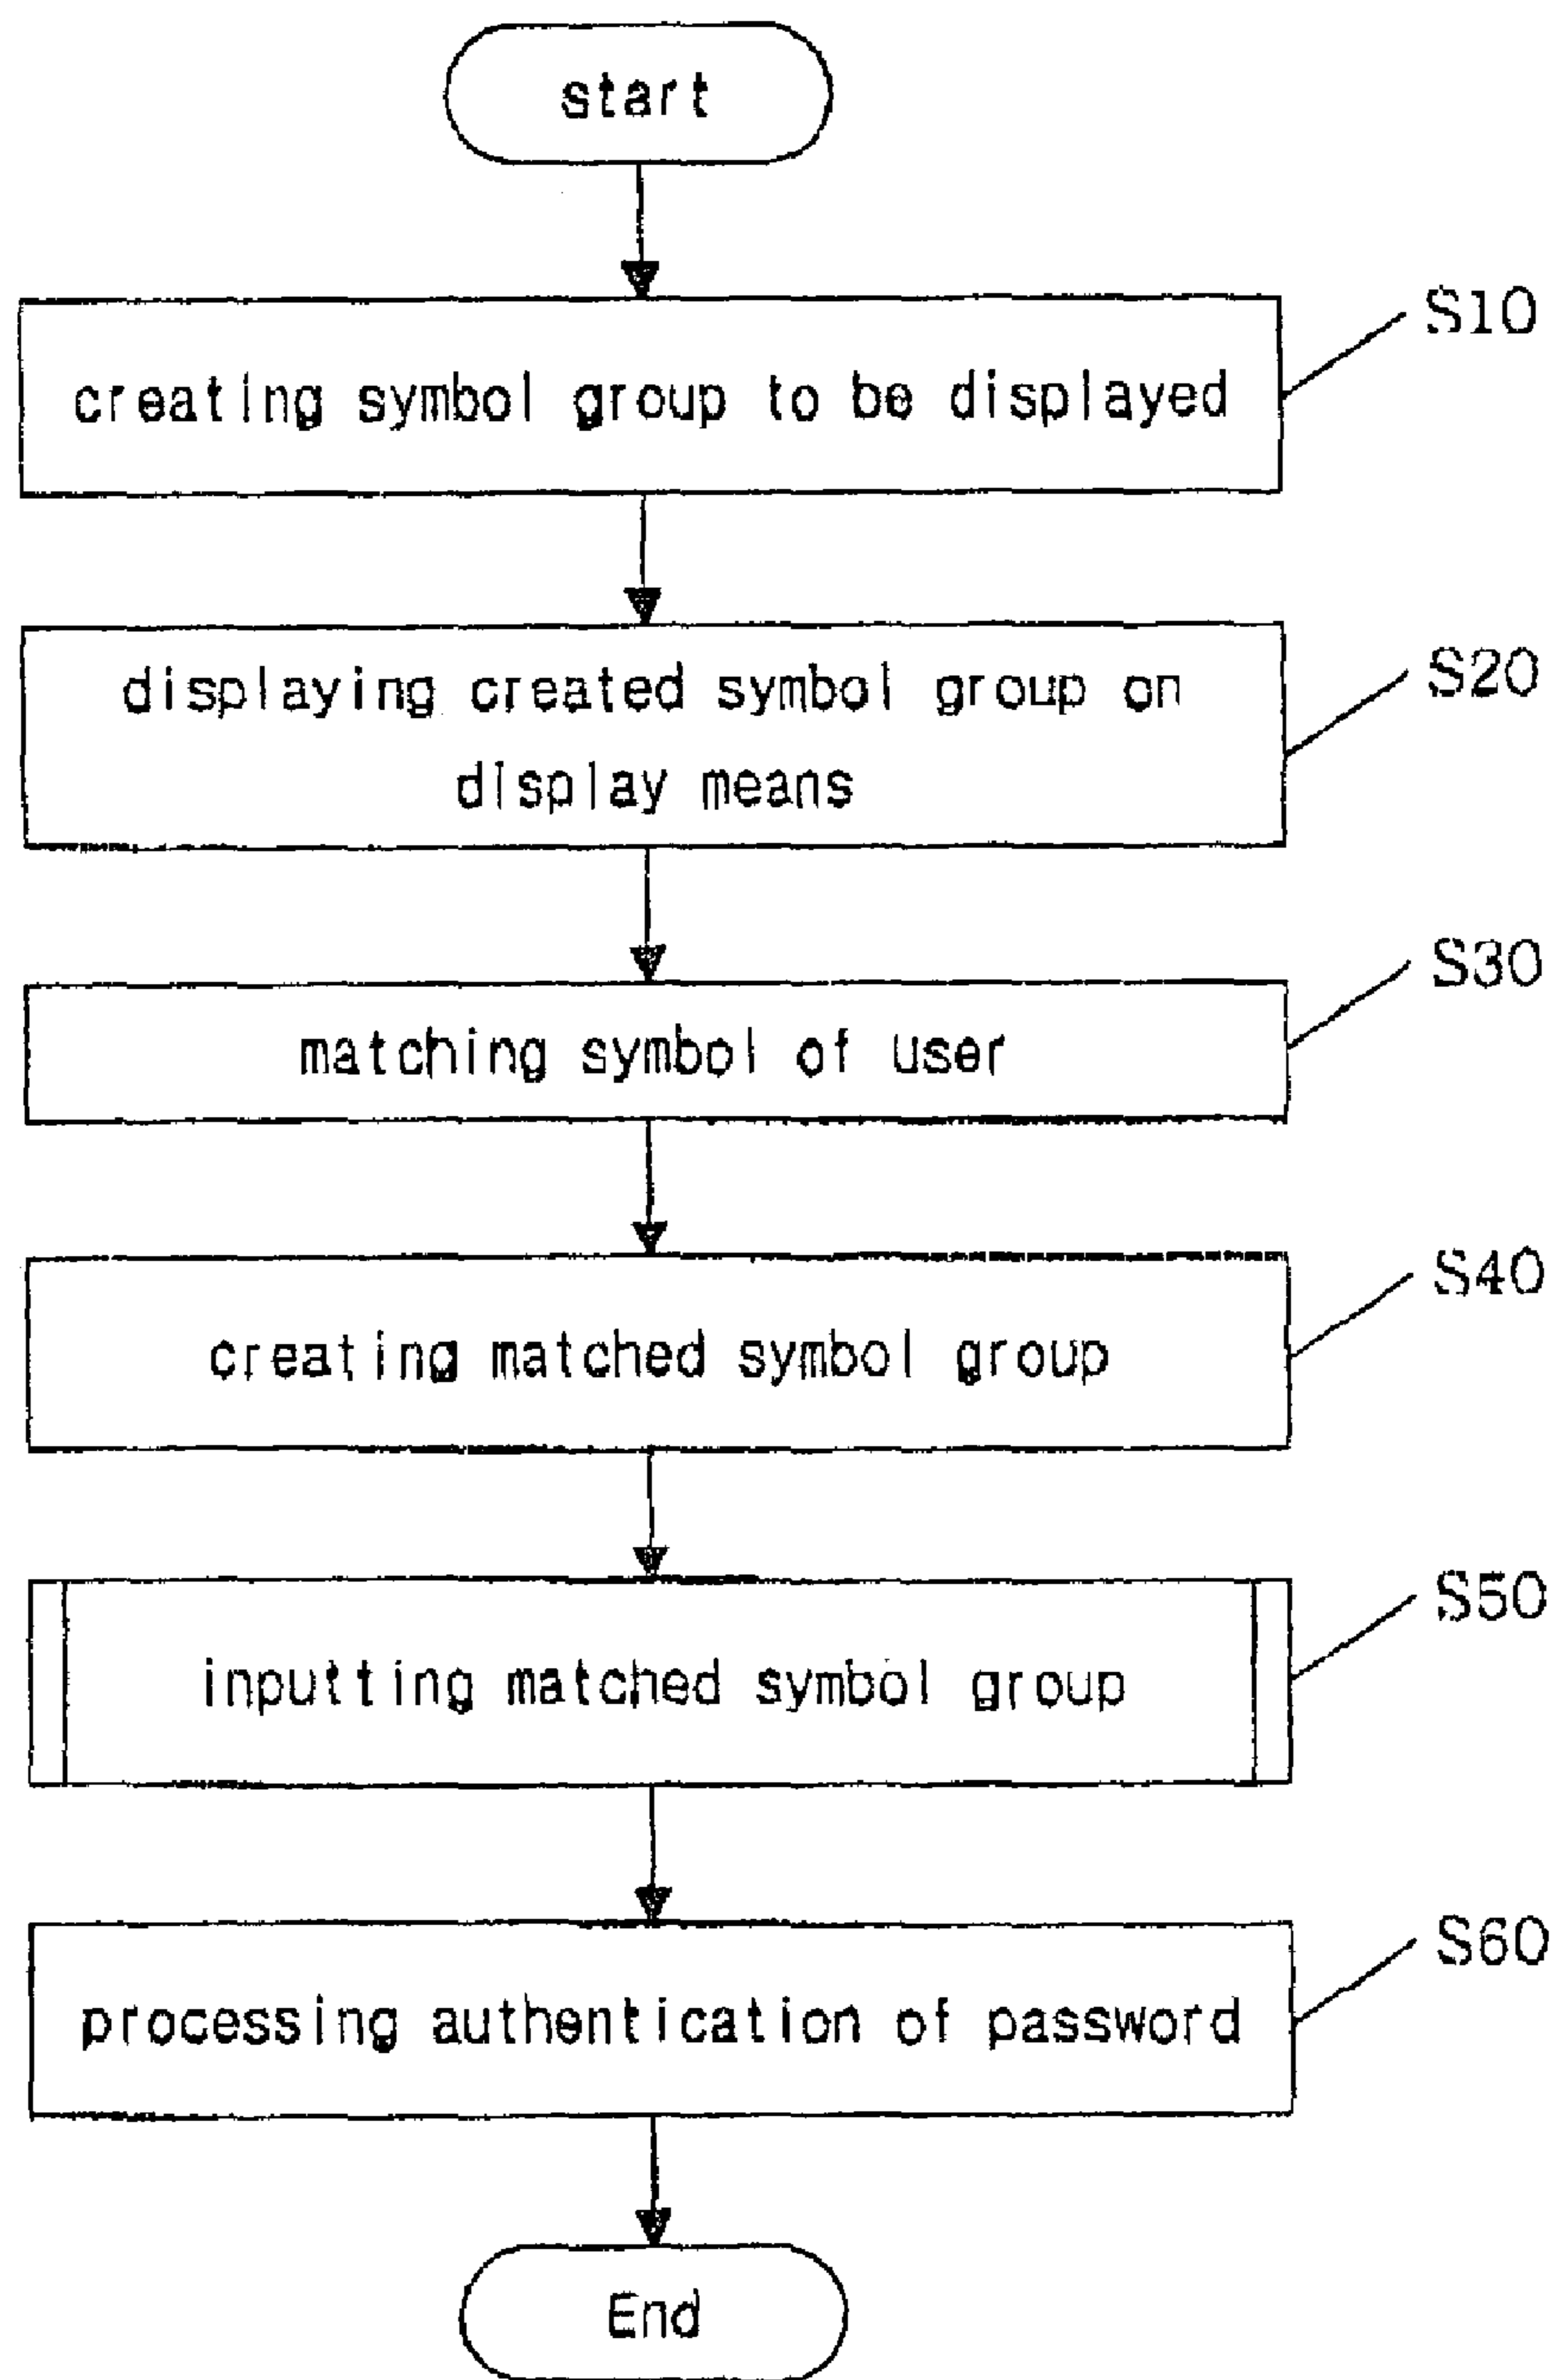 start
S10
creating symbol group to be displayed
S20
displaying created symbol group on
display means
S30
matching symbol of user
S40
creating matched symbol group
S50
inputting matched symbol group
S60
processing authentication of password
End